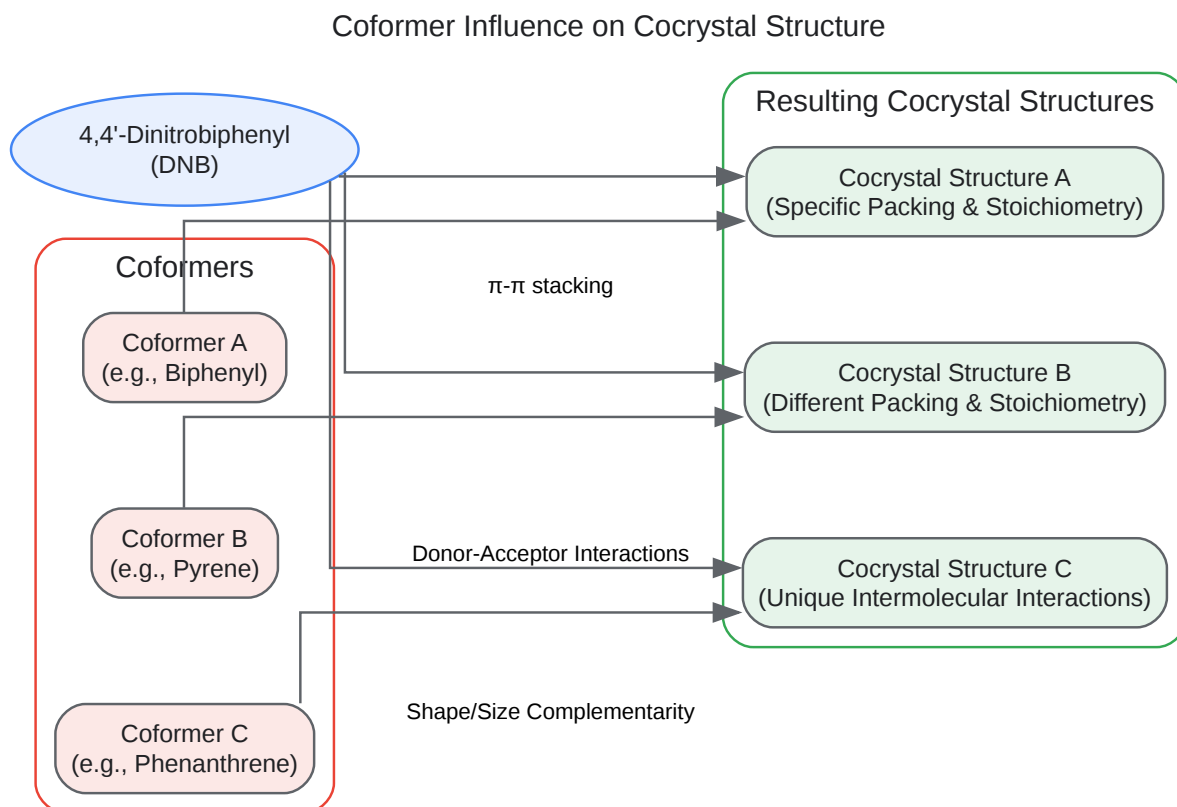 Coformer Influence on Cocrystal Structure
4,4'-Dinitrobiphenyl
(DNB)
Coformers
Coformer A
(e.g., Biphenyl)
Coformer B
(e.g., Pyrene)
Coformer C
(e.g., Phenanthrene)
π-π stacking
Donor-Acceptor Interactions
Shape/Size Complementarity
Resulting Cocrystal Structures
Cocrystal Structure A
(Specific Packing & Stoichiometry)
Cocrystal Structure B
(Different Packing & Stoichiometry)
Cocrystal Structure C
(Unique Intermolecular Interactions)